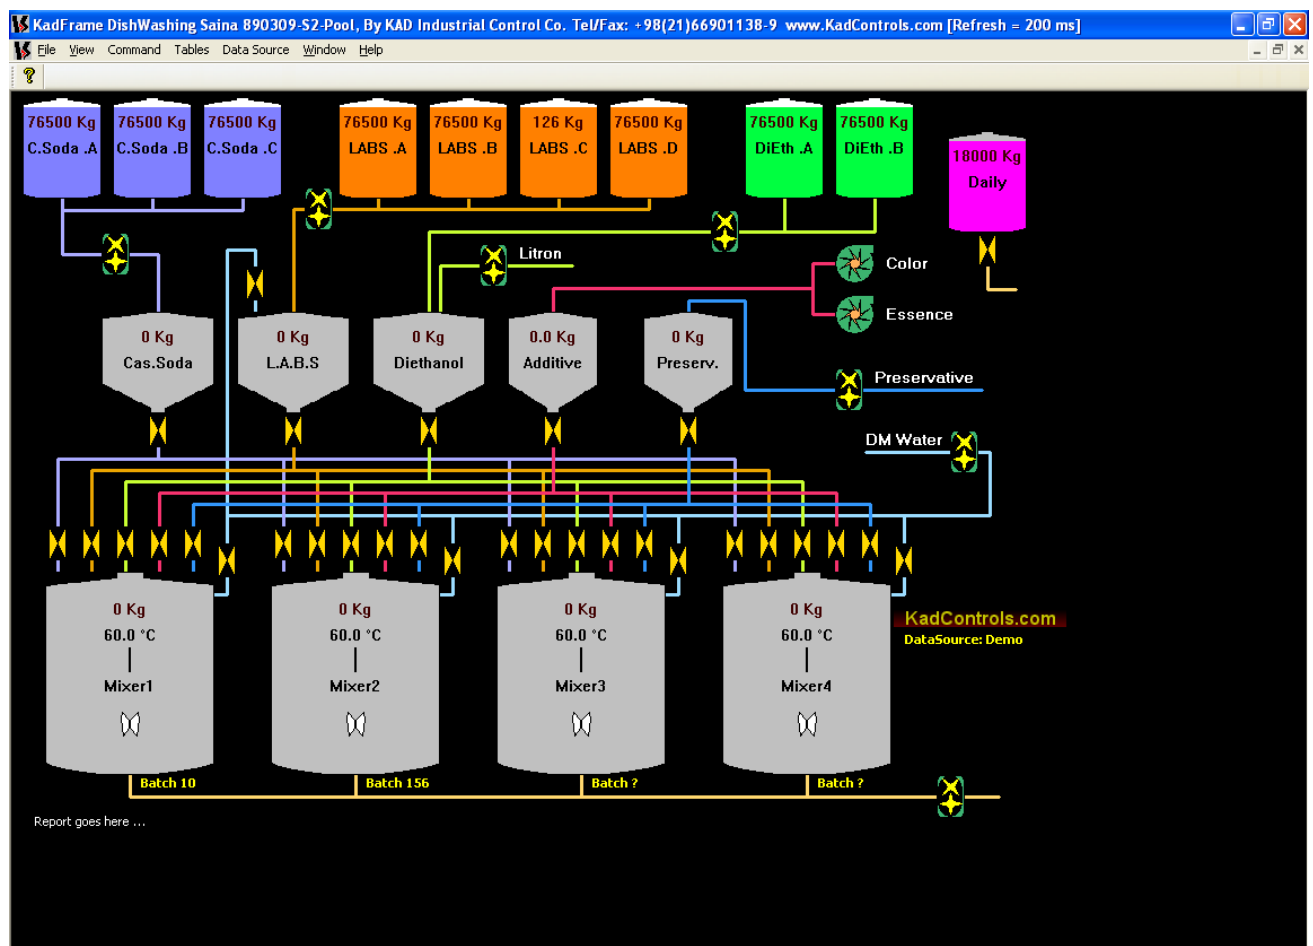 KadFrame DishWashing Saina 890309-S2-Pool, By KAD Industrial Control Co. Tel/Fax: +98(21)66901138-9 www.KadControls.com [Refresh = 200 ms]
File View Command Tables Data Source Window Help
76500 Kg 76500 Kg 76500 Kg 76500 Kg 76500 Kg 126 Kg 76500 Kg 76500 Kg 76500 Kg
C.Soda .A C.Soda .B C.Soda .C LABS .A LABS .B LABS .C LABS .D DiEth .A DiEth .B
18000 Kg
Daily
Litron
Color
Essence
0 Kg 0 Kg 0 Kg 0.0 Kg 0 Kg
Cas.Soda L.A.B.S Diethanol Additive Preserv.
Preservative
DM Water
0 Kg 0 Kg 0 Kg 0 Kg
60.0 °C 60.0 °C 60.0 °C 60.0 °C
Mixer1 Mixer2 Mixer3 Mixer4
KadControls.com
DataSource: Demo
Batch 10 Batch 156 Batch ? Batch ?
Report goes here ...